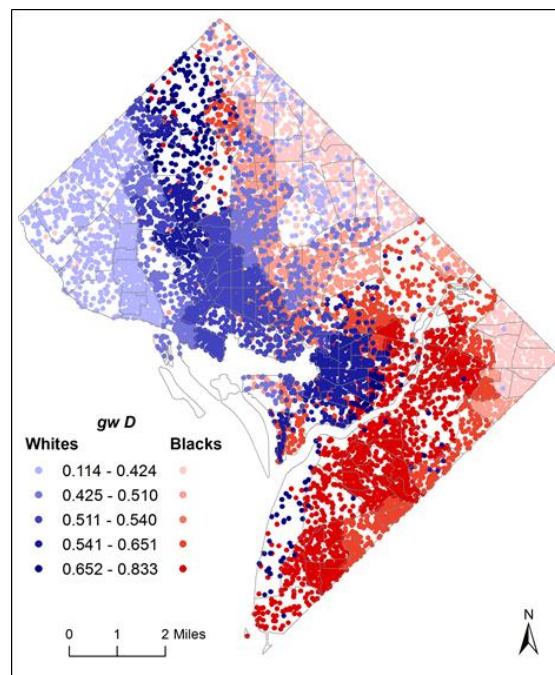 gw D
Whites Blacks
0.114 - 0.424
0.425 - 0.510
0.511 - 0.540
0.541 - 0.651
0.652 - 0.833
0 1 2 Miles
N